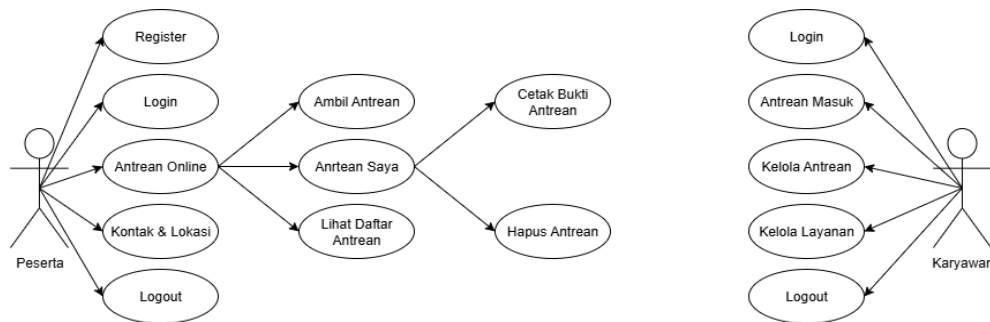 Register
Login
Antrean Online
Kontak & Lokasi
Logout
Peserta
Ambil Antrean
Anrtean Saya
Lihat Daftar
Antrean
Cetak Bukti
Antrean
Hapus Antrean
Login
Antrean Masuk
Kelola Antrean
Kelola Layanan
Logout
Karyawan